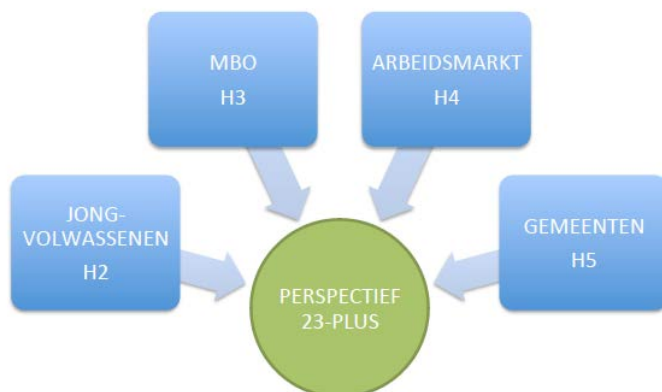 MBO
H3
ARBEIDSMARKT
H4
JONG-
VOLWASSENEN
H2
GEMEENTEN
H5
PERSPECTIEF
23-PLUS